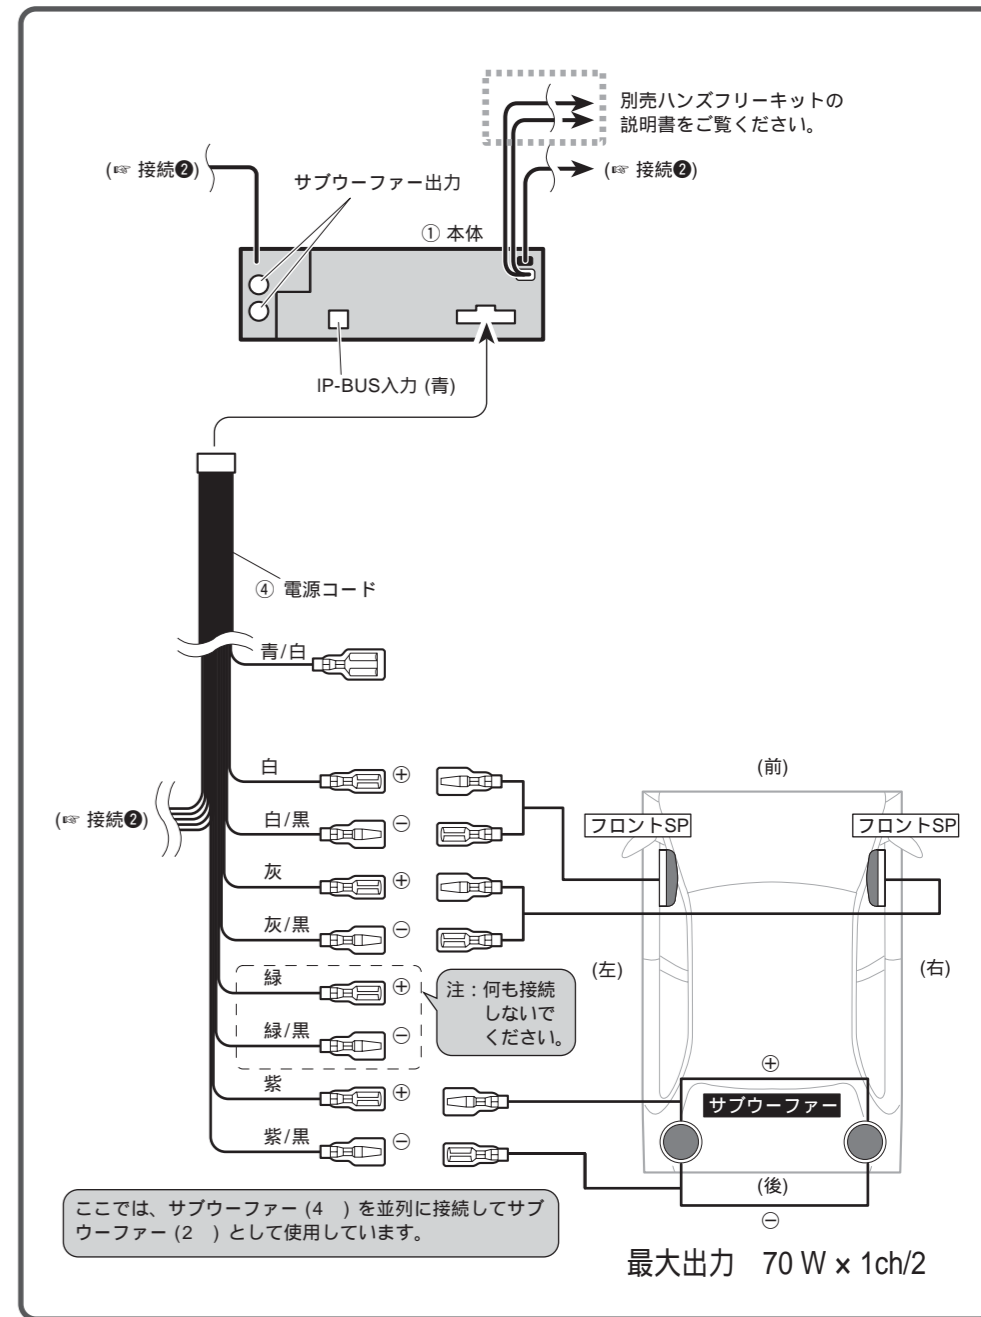 別売ハンズフリーキットの
説明書をご覧ください。
(☞ 接続❷)
(☞ 接続❷)
サブウーファー出力
① 本体
IP-BUS入力 (青)
④ 電源コード
青/白
白 ⊕
(前)
(☞ 接続❷)
白/黒 ⊖
フロントSP
フロントSP
灰 ⊕
灰/黒 ⊖
(左)
(右)
緑 ⊕
注：何も接続
しないで
ください。
緑/黒 ⊖
⊕
紫 ⊕
サブウーファー
紫/黒 ⊖
(後)
⊖
ここでは、サブウーファー (4　) を並列に接続してサブ
ウーファー (2　) として使用しています。
最大出力　70 W × 1ch/2